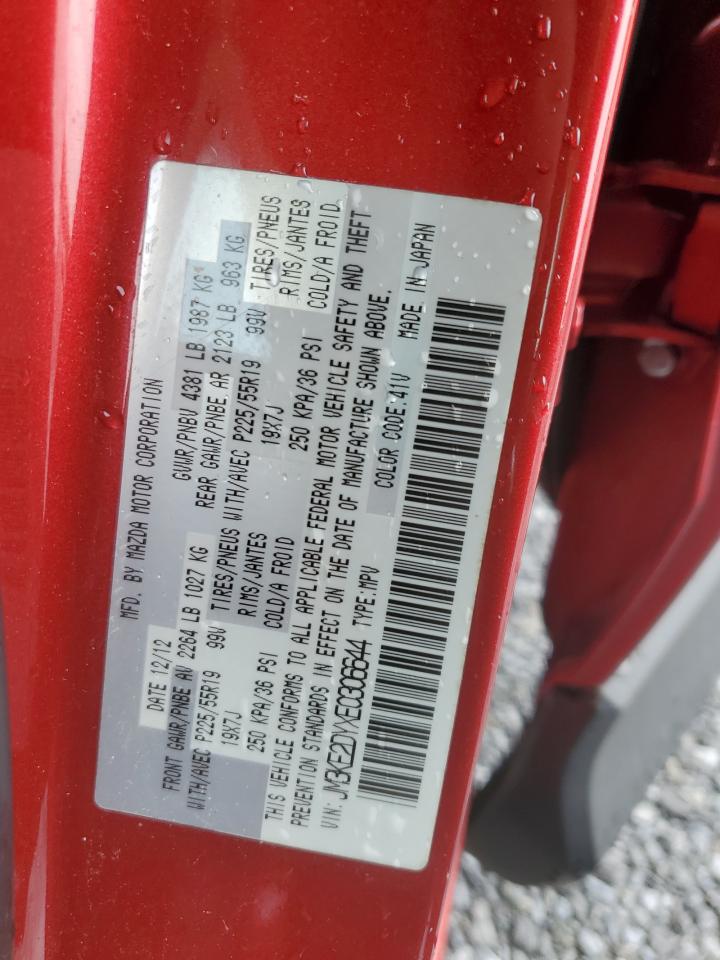 MFD. BY MAZDA MOTOR CORPORATION
DATE 12/12 GVWR/PNBV 4381 LB 1987 KG
FRONT GAWR/PNBE AV 2264 LB 1027 KG REAR GAWR/PNBE AR 2123 LB 963 KG
WITH/AVEC P225/55R19 99V TIRES/PNEUS WITH/AVEC P225/55R19 99V TIRES/PNEUS
19X7J RIMS/JANTES 19X7J RIMS/JANTES
250 KPA/36 PSI COLD/A FROID 250 KPA/36 PSI COLD/A FROID
THIS VEHICLE CONFORMS TO ALL APPLICABLE FEDERAL MOTOR VEHICLE SAFETY AND THEFT
PREVENTION STANDARDS IN EFFECT ON THE DATE OF MANUFACTURE SHOWN ABOVE.
VIN: JM3KE2DYXE0306644 TYPE:MPV COLOR CODE:41V MADE IN JAPAN